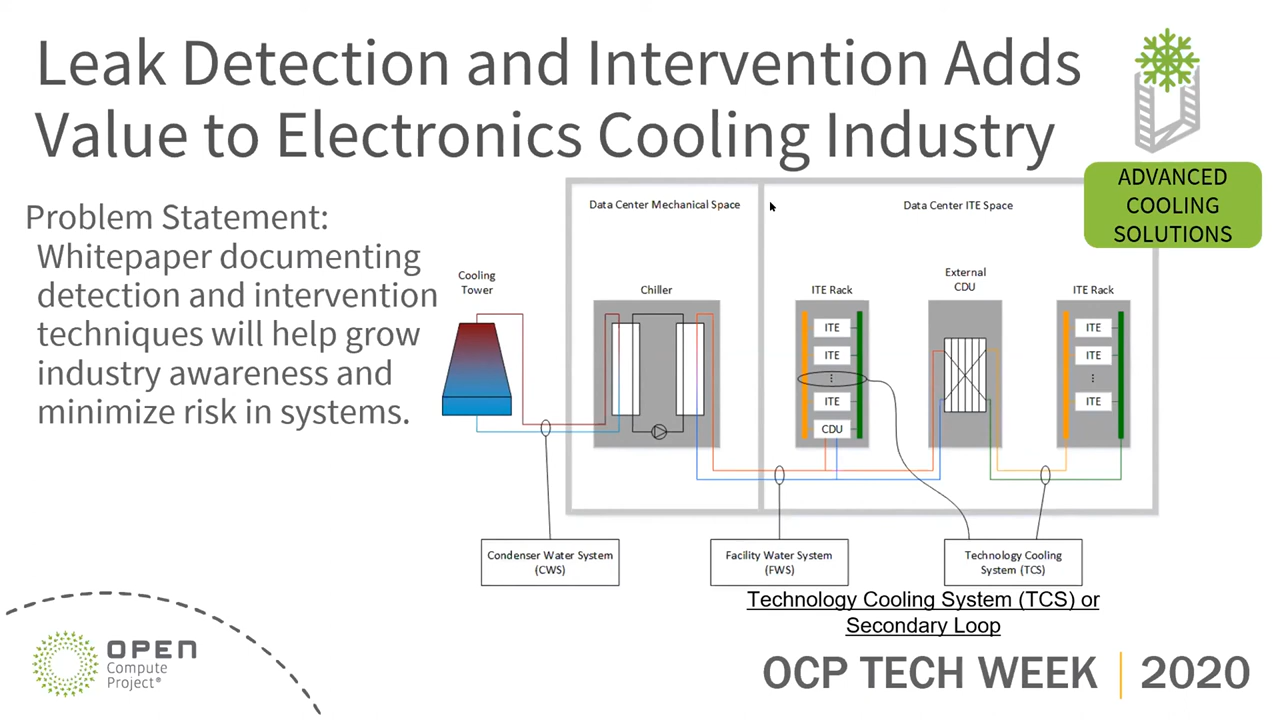 Leak Detection and Intervention Adds
Value to Electronics Cooling Industry
ADVANCED
COOLING
SOLUTIONS
Problem Statement:
Whitepaper documenting
detection and intervention
techniques will help grow
industry awareness and
minimize risk in systems.
Data Center Mechanical Space
Data Center ITE Space
Cooling
Tower
Chiller
ITE Rack
External
CDU
ITE Rack
ITE
ITE
⋮
ITE
CDU
ITE
ITE
⋮
ITE
Condenser Water System
(CWS)
Facility Water System
(FWS)
Technology Cooling
System (TCS)
Technology Cooling System (TCS) or
Secondary Loop
OPEN
Compute
Project®
OCP TECH WEEK | 2020